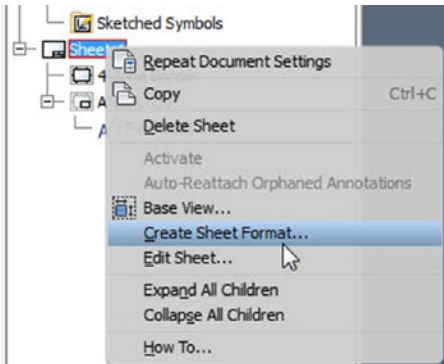 Sketched Symbols
Sheet
Repeat Document Settings
4
Copy Ctrl+C
A
Delete Sheet
Activate
Auto-Reattach Orphaned Annotations
Base View...
Create Sheet Format...
Edit Sheet...
Expand All Children
Collapse All Children
How To...